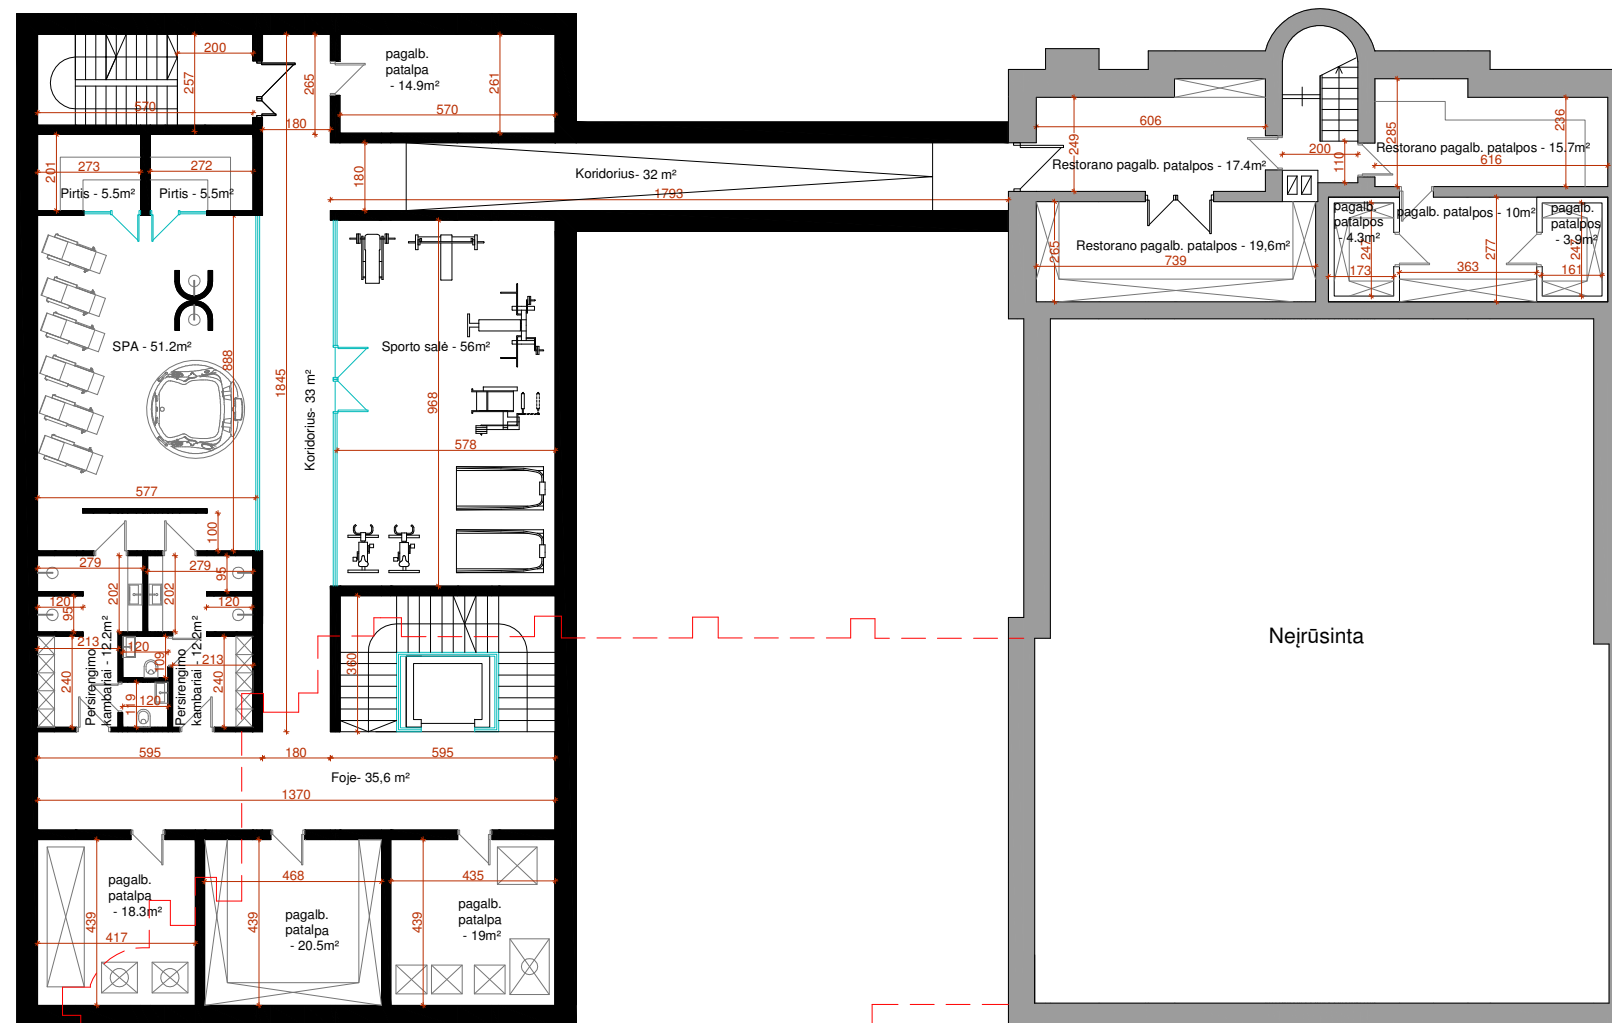 200
257
570
180
265
pagalb.
patalpa
- 14.9m²
261
570
201
273
272
Pirtis - 5.5m²
Pirtis - 5.5m²
180
Koridorius- 32 m²
1793
606
249
Restorano pagalb. patalpos - 17.4m²
200
110
285
236
Restorano pagalb. patalpos - 15.7m²
616
265
Restorano pagalb. patalpos - 19,6m²
739
pagalb.
patalpos
- 4.3m²
247
173
pagalb. patalpos - 10m²
363
277
pagalb.
patalpos
- 3.9m²
247
161
SPA - 51.2m²
888
577
100
1845
Koridorius- 33 m²
Sporto salė - 56m²
968
578
279
279
202
202
95
95
120
120
213
213
240
240
Persirengimo
kambariai - 12.2m²
Persirengimo
kambariai - 12.2m²
120
109
119
120
360
Neįrūsinta
595
180
595
Foje- 35,6 m²
1370
pagalb.
patalpa
- 18.3m²
439
417
468
439
pagalb.
patalpa
- 20.5m²
435
439
pagalb.
patalpa
- 19m²